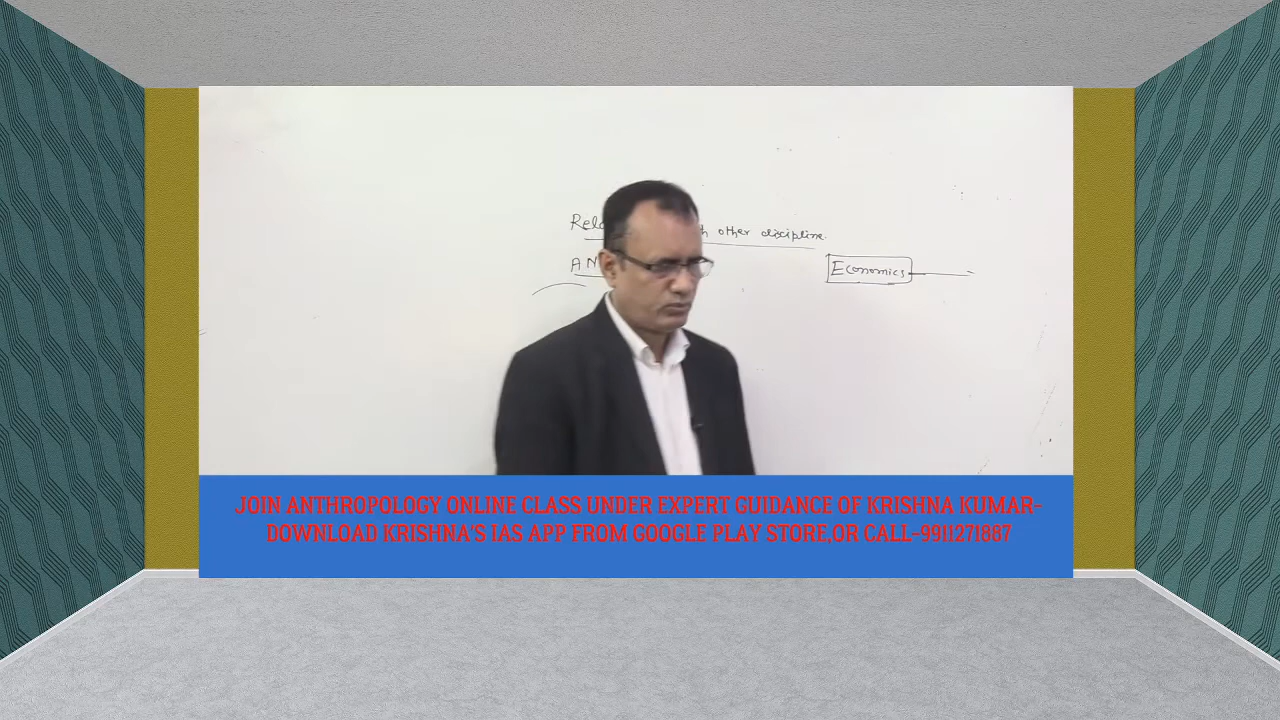 other discipline
Economics
JOIN ANTHROPOLOGY ONLINE CLASS UNDER EXPERT GUIDANCE OF KRISHNA KUMAR-
DOWNLOAD KRISHNA'S IAS APP FROM GOOGLE PLAY STORE,OR CALL-9911271887